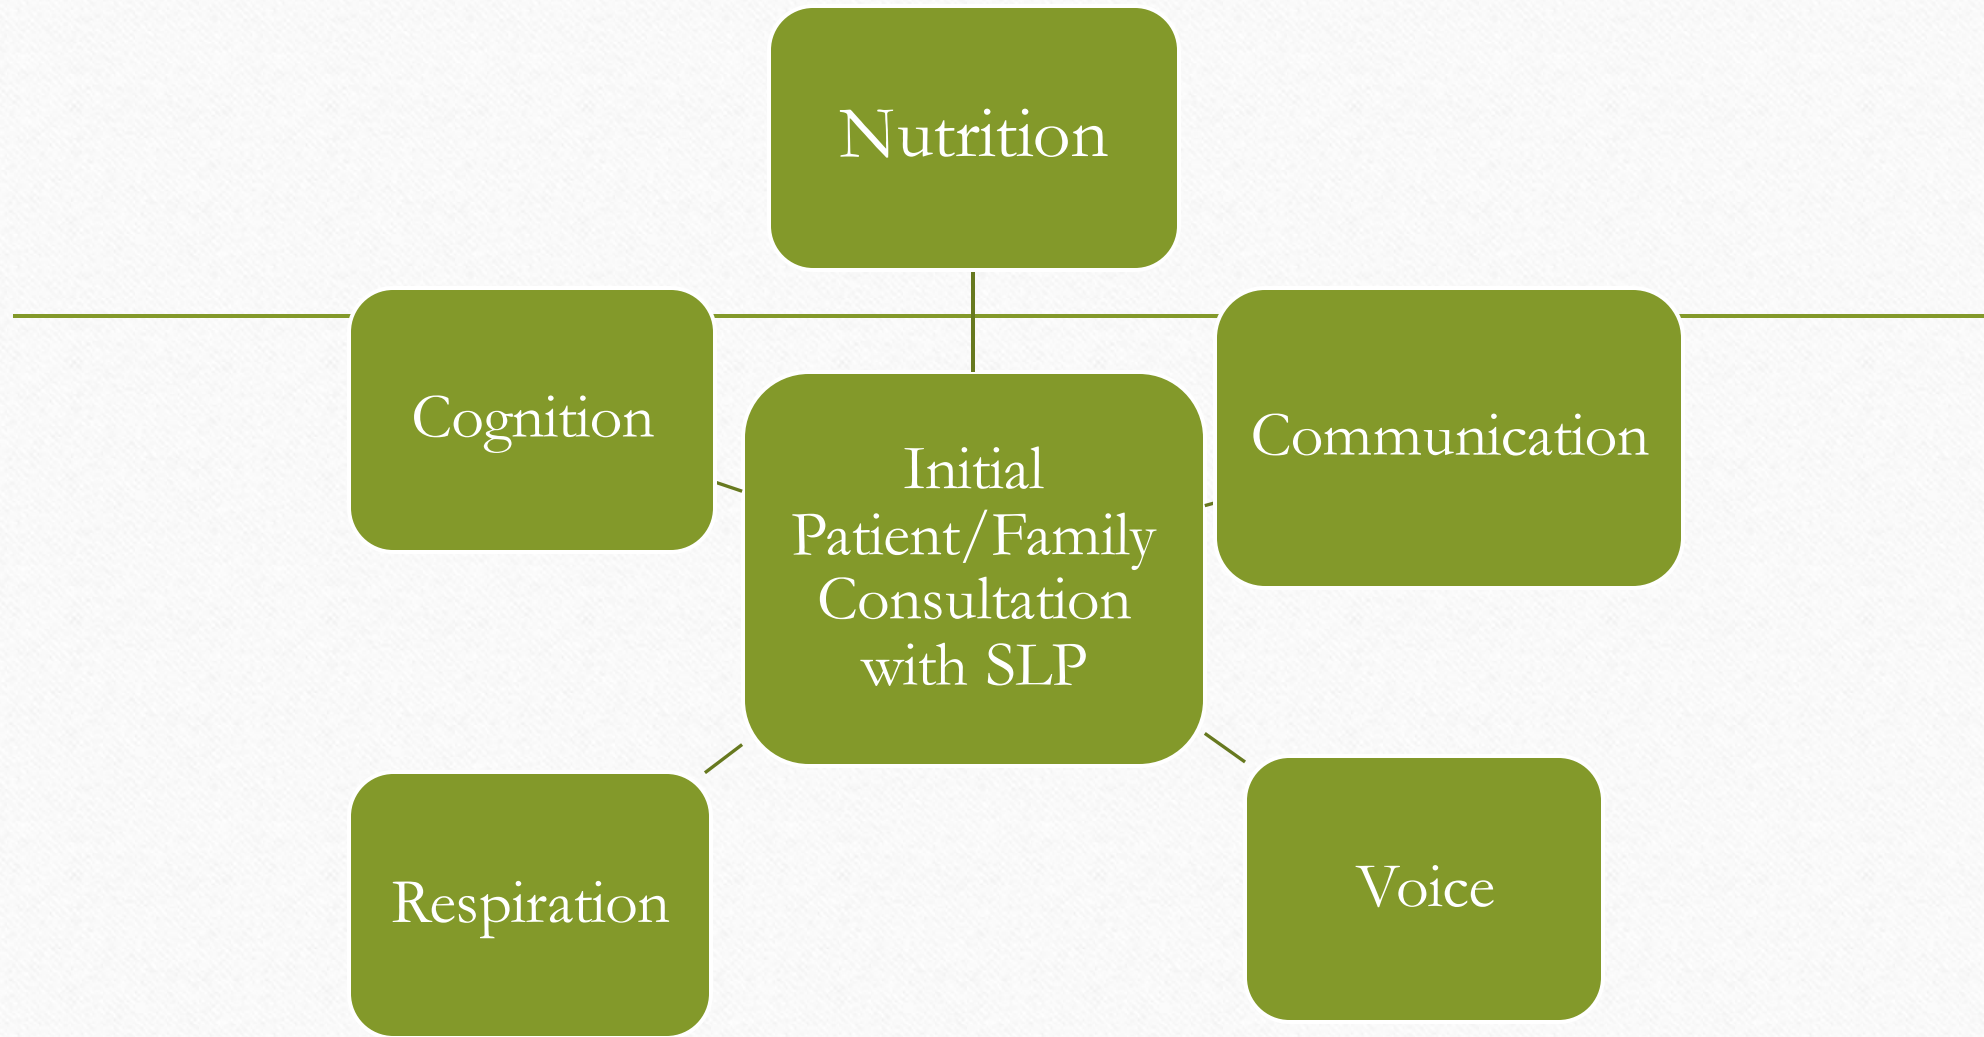 Nutrition
Cognition
Communication
Initial
Patient/Family
Consultation
with SLP
Respiration
Voice